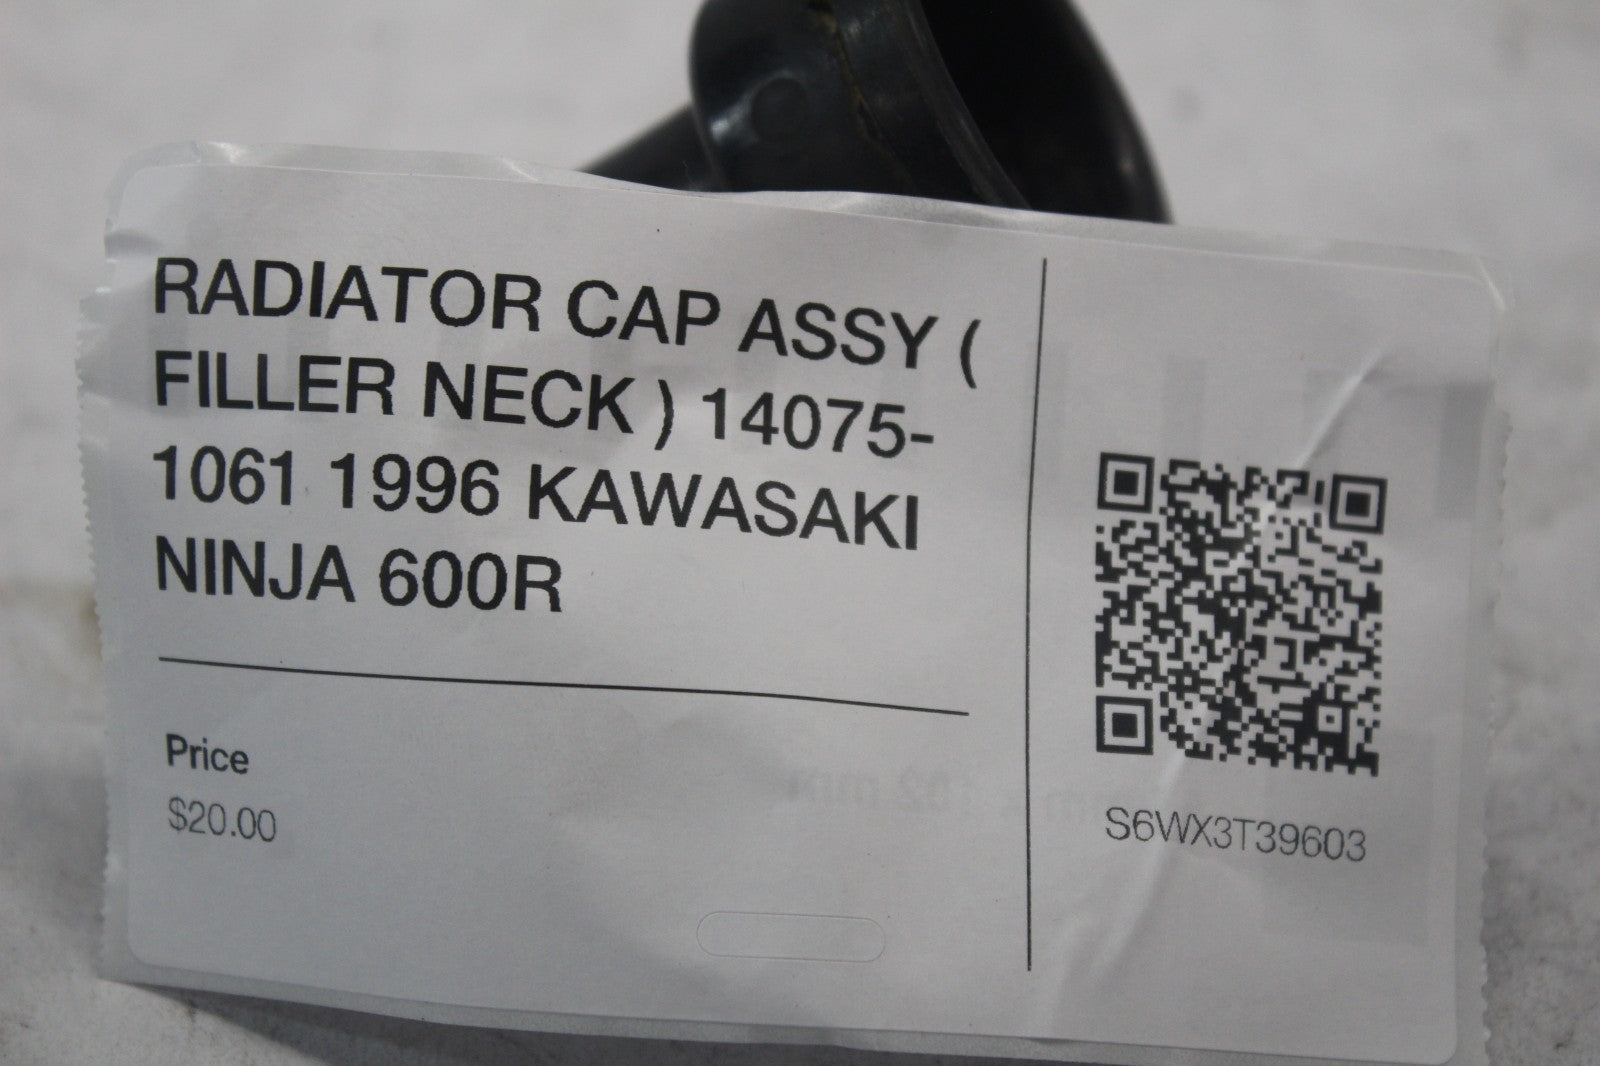 RADIATOR CAP ASSY (
FILLER NECK ) 14075-
1061 1996 KAWASAKI
NINJA 600R
Price
$20.00
S6WX3T39603